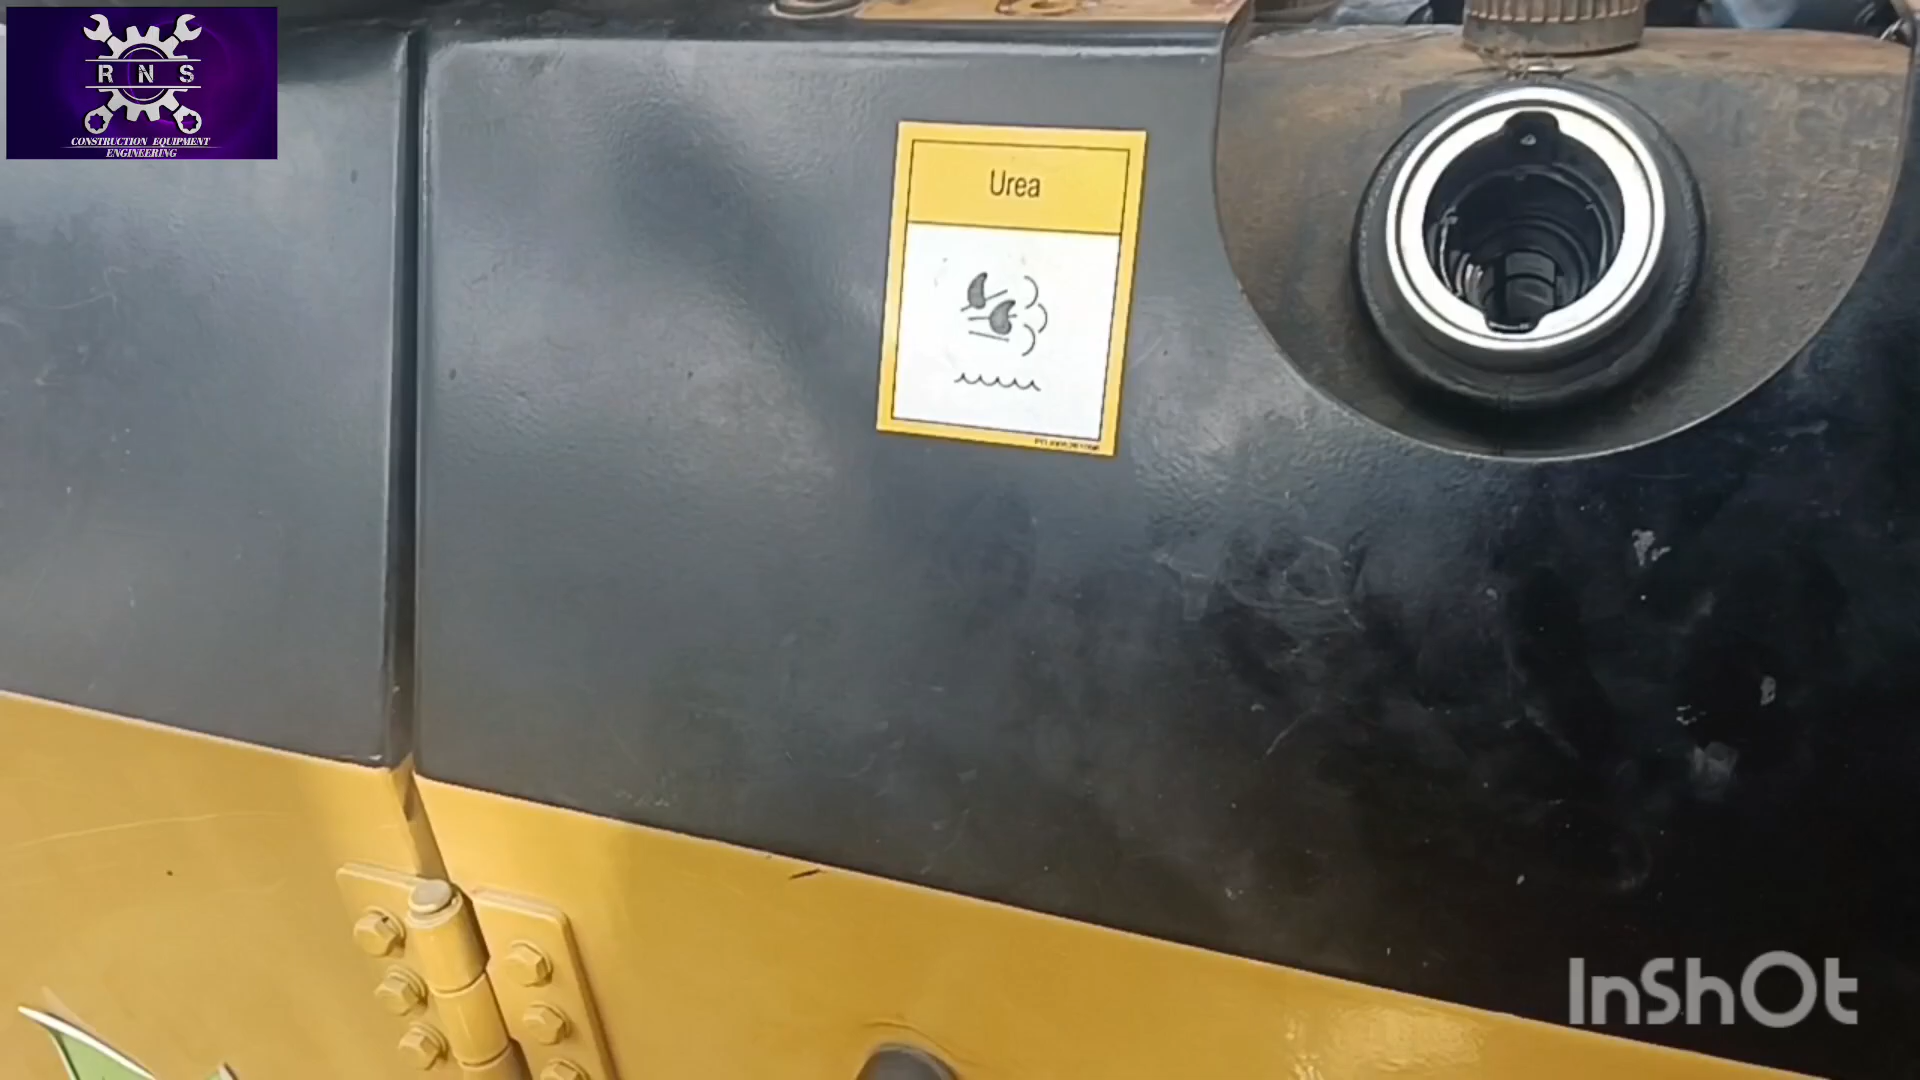 R N S
CONSTRUCTION EQUIPMENT
ENGINEERING
Urea
InShOt